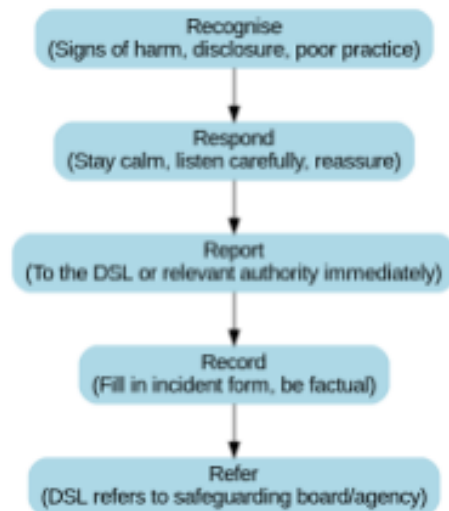 Recognise
(Signs of harm, disclosure, poor practice)
Respond
(Stay calm, listen carefully, reassure)
Report
(To the DSL or relevant authority immediately)
Record
(Fill in incident form, be factual)
Refer
(DSL refers to safeguarding board/agency)